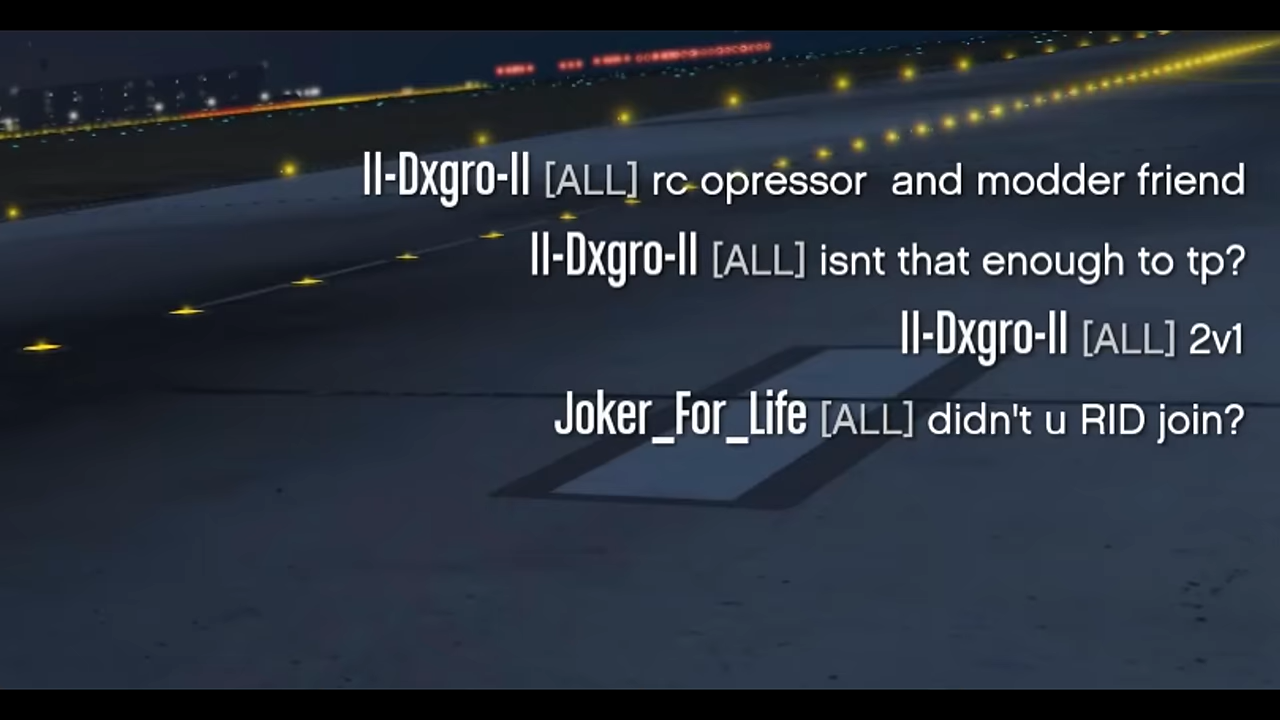 II-Dxgro-II [ALL] rc opressor  and modder friend
II-Dxgro-II [ALL] isnt that enough to tp?
II-Dxgro-II [ALL] 2v1
Joker_For_Life [ALL] didn't u RID join?